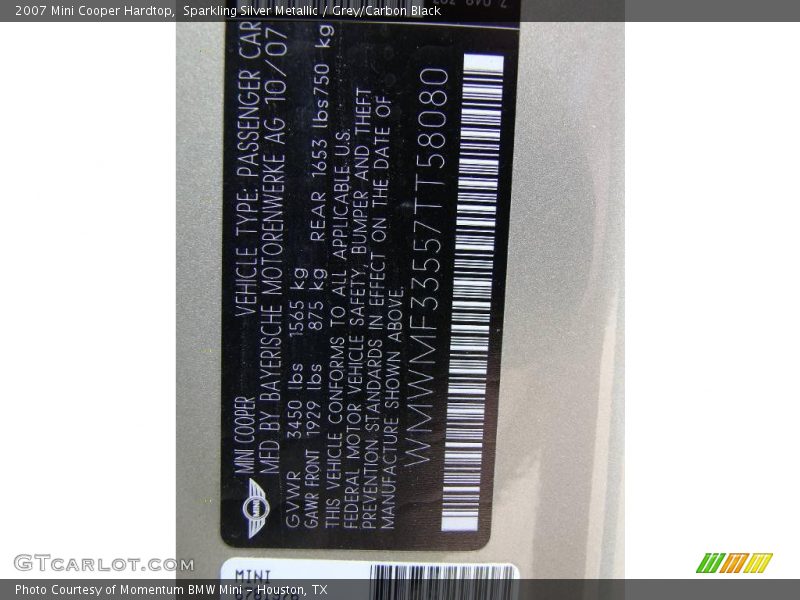 2007 Mini Cooper Hardtop, Sparkling Silver Metallic / Grey/Carbon Black
MINI COOPER VEHICLE TYPE: PASSENGER CAR
MFD BY BAYERISCHE MOTORENWERKE AG 10/07
GVWR 3450 lbs 1565 kg
GAWR FRONT 1929 lbs 875 kg REAR 1653 lbs 750 kg
THIS VEHICLE CONFORMS TO ALL APPLICABLE U.S.
FEDERAL MOTOR VEHICLE SAFETY, BUMPER AND THEFT
PREVENTION STANDARDS IN EFFECT ON THE DATE OF
MANUFACTURE SHOWN ABOVE.
WMWMF33557TT58080
MINI
MINI
GTCarlot.com
Photo Courtesy of Momentum BMW Mini - Houston, TX